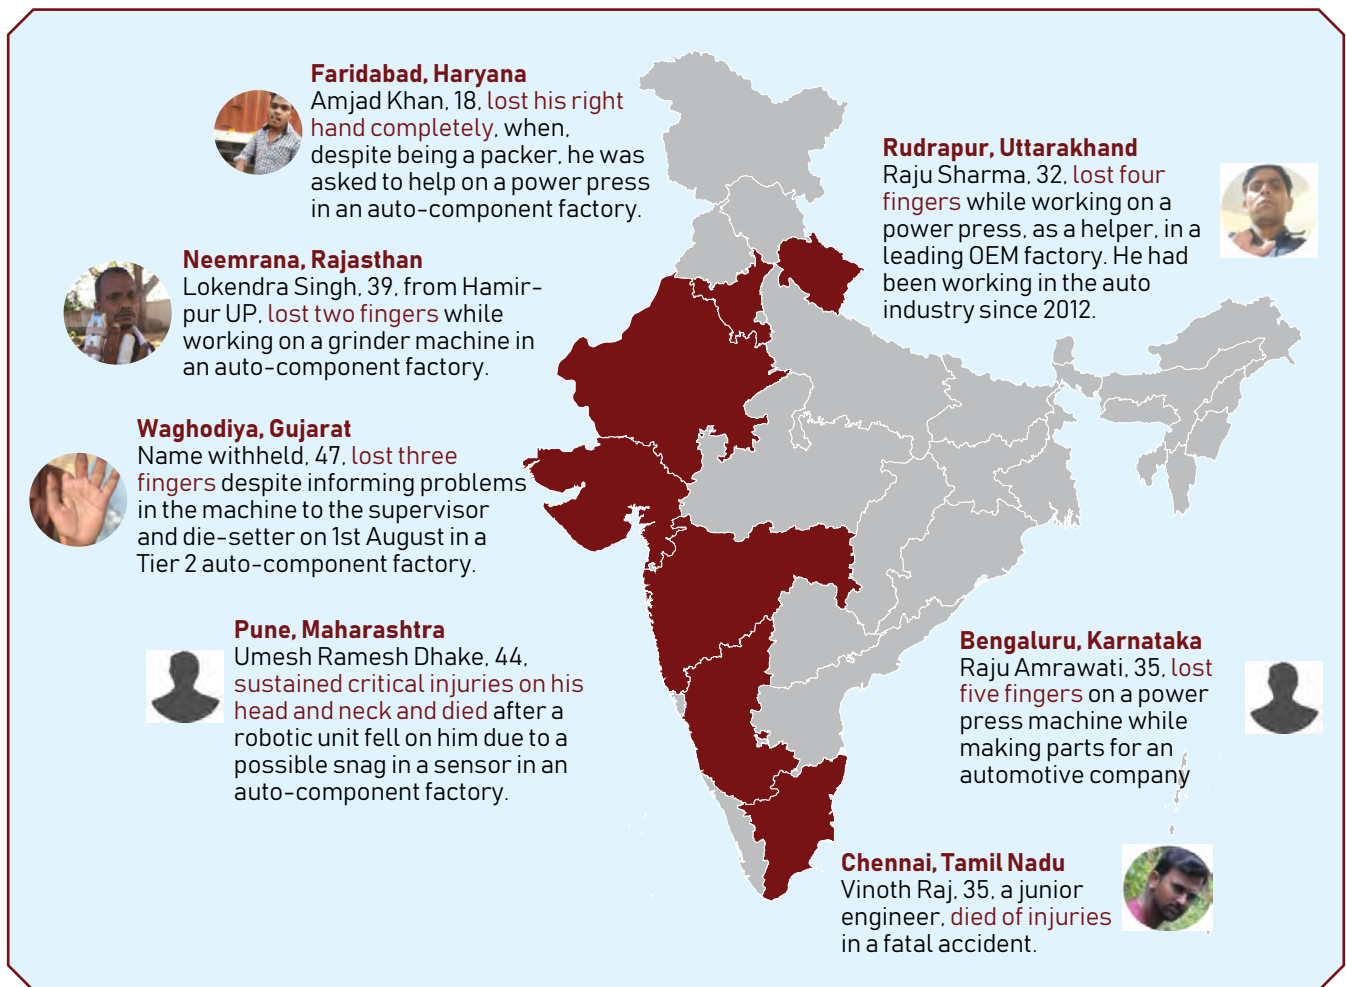 Faridabad, Haryana
Amjad Khan, 18, lost his right
hand completely, when,
despite being a packer, he was
asked to help on a power press
in an auto-component factory.
Neemrana, Rajasthan
Lokendra Singh, 39, from Hamir-
pur UP, lost two fingers while
working on a grinder machine in
an auto-component factory.
Waghodiya, Gujarat
Name withheld, 47, lost three
fingers despite informing problems
in the machine to the supervisor
and die-setter on 1st August in a
Tier 2 auto-component factory.
Pune, Maharashtra
Umesh Ramesh Dhake, 44,
sustained critical injuries on his
head and neck and died after a
robotic unit fell on him due to a
possible snag in a sensor in an
auto-component factory.
Rudrapur, Uttarakhand
Raju Sharma, 32, lost four
fingers while working on a
power press, as a helper, in a
leading OEM factory. He had
been working in the auto
industry since 2012.
Bengaluru, Karnataka
Raju Amrawati, 35, lost
five fingers on a power
press machine while
making parts for an
automotive company
Chennai, Tamil Nadu
Vinoth Raj, 35, a junior
engineer, died of injuries
in a fatal accident.